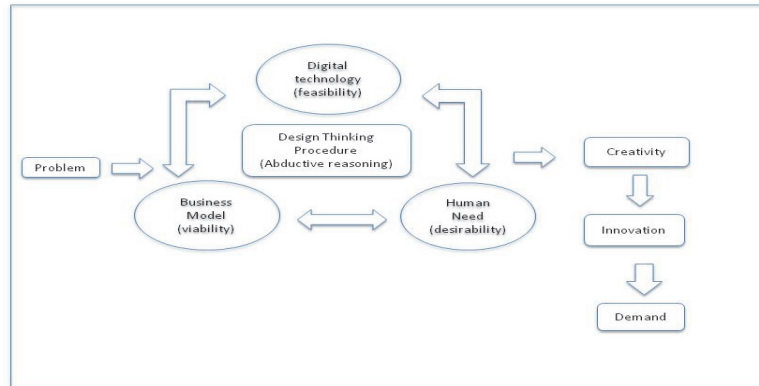 Digital
technology
(feasibility)
Design Thinking
Procedure
(Abductive reasoning)
Problem
Business
Model
(viability)
Human
Need
(desirability)
Creativity
Innovation
Demand